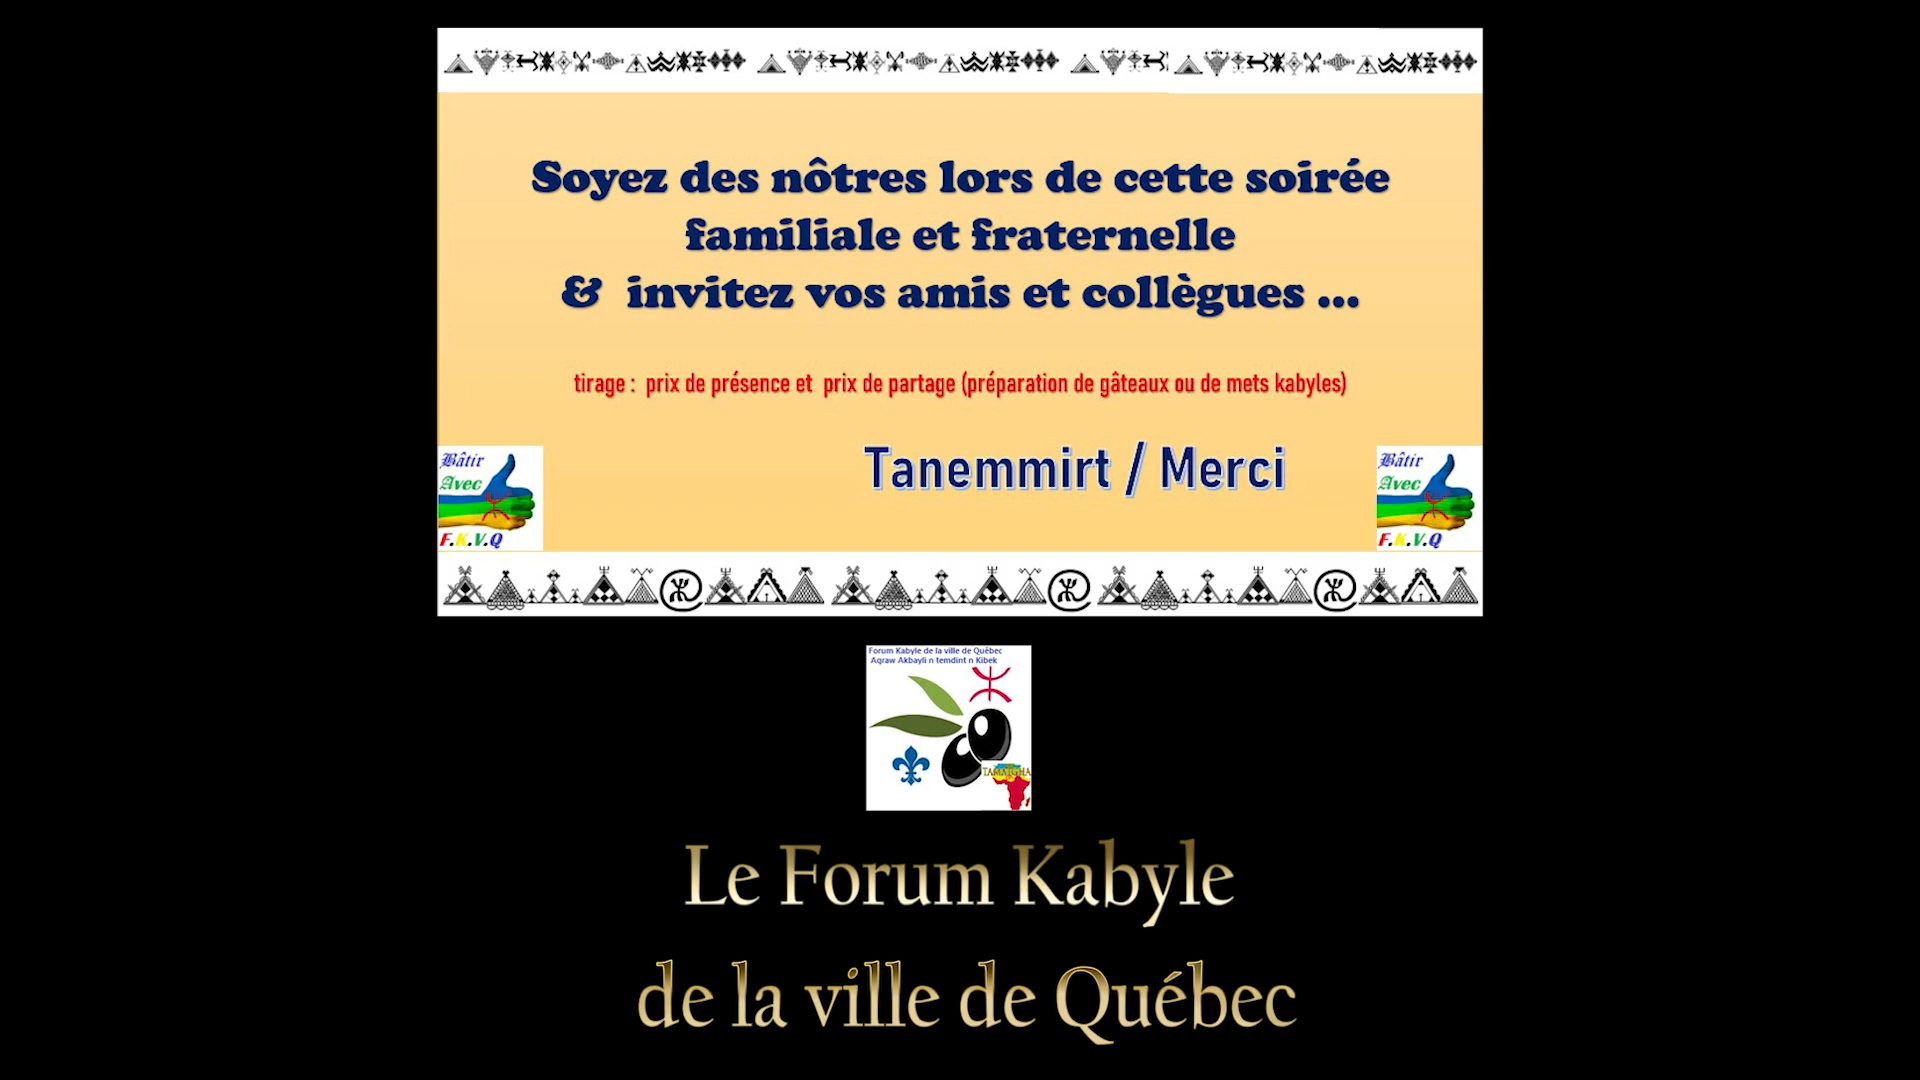 Soyez des nôtres lors de cette soirée
familiale et fraternelle
& invitez vos amis et collègues ...
tirage : prix de présence et prix de partage (préparation de gâteaux ou de mets kabyles)
Tanemmirt / Merci
Bâtir
Avec
F.K.V.Q
Bâtir
Avec
F.K.V.Q
Forum Kabyle de la ville de Québec
Agraw Akbayli n temdint n Kibek
TAMAZGHA
Le Forum Kabyle
de la ville de Québec